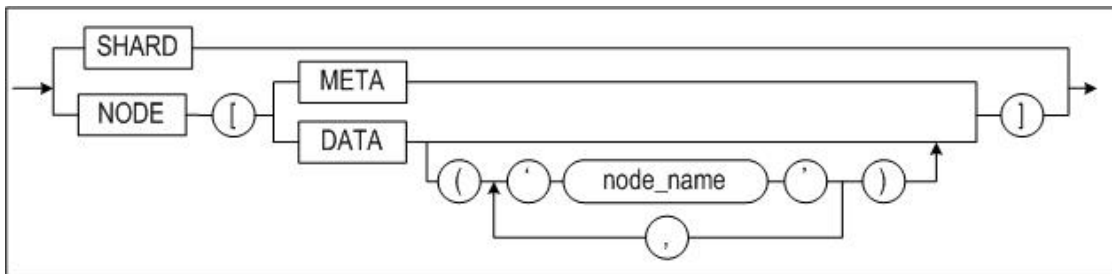 SHARD
NODE [ META ]
DATA
( ‘ node_name ’ )
,